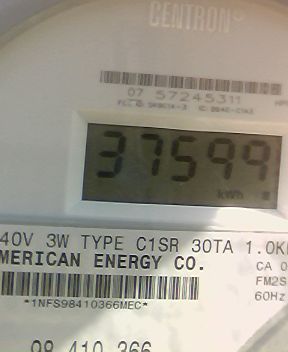 CENTRON®
07 57245311
37599
kWh
40V 3W TYPE C1SR 30TA 1.0K
MERICAN ENERGY CO.
CA 0
FM2S
*1NFS98410366MEC*
60Hz
98 410 366